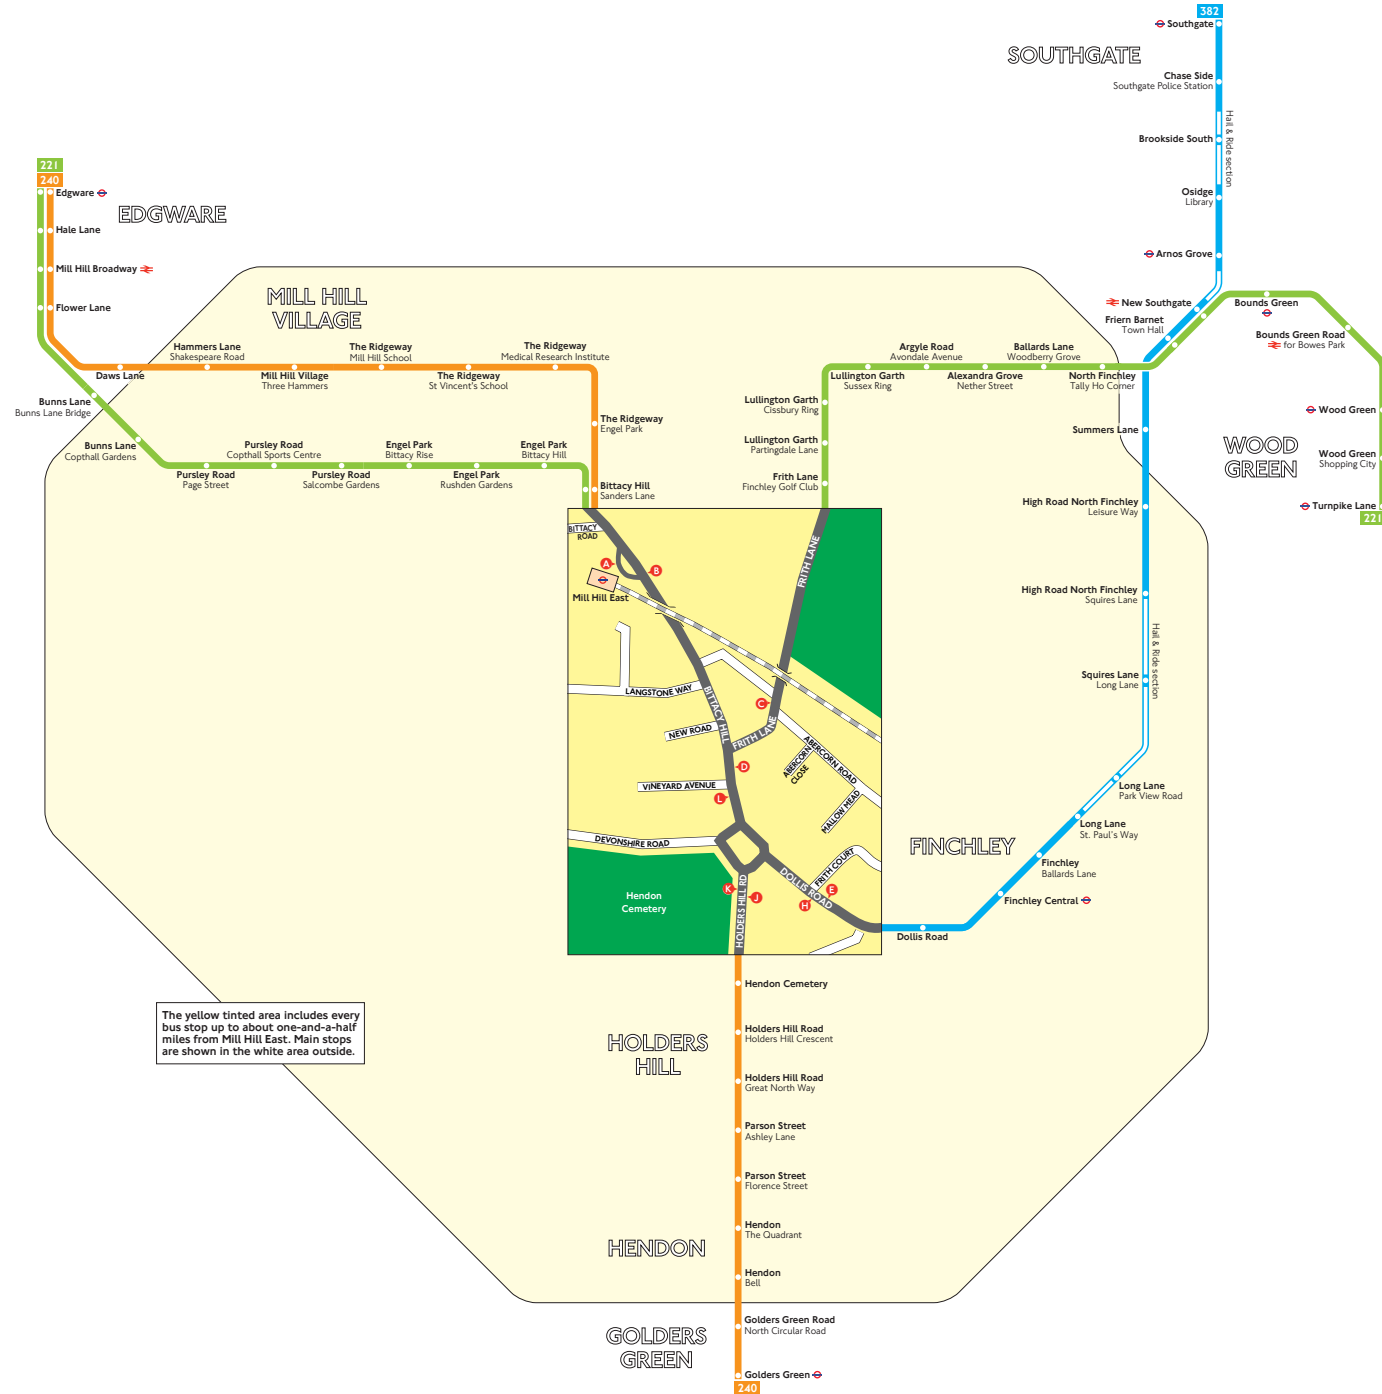 382
Southgate
SOUTHGATE
Chase Side
Southgate Police Station
Hail & Ride section
Brookside South
Osidge
Library
Arnos Grove
New Southgate
Friern Barnet
Town Hall
Bounds Green
Bounds Green Road
for Bowes Park
Wood Green
WOOD
GREEN
Wood Green
Shopping City
Turnpike Lane
221
221
240
Edgware
EDGWARE
Hale Lane
Mill Hill Broadway
Flower Lane
MILL HILL
VILLAGE
Daws Lane
Hammers Lane
Shakespeare Road
Mill Hill Village
Three Hammers
The Ridgeway
Mill Hill School
The Ridgeway
St Vincent's School
The Ridgeway
Medical Research Institute
The Ridgeway
Engel Park
Bunns Lane
Bunns Lane Bridge
Bunns Lane
Copthall Gardens
Pursley Road
Page Street
Pursley Road
Copthall Sports Centre
Pursley Road
Salcombe Gardens
Engel Park
Bittacy Rise
Engel Park
Rushden Gardens
Engel Park
Bittacy Hill
Bittacy Hill
Sanders Lane
Lullington Garth
Sussex Ring
Argyle Road
Avondale Avenue
Alexandra Grove
Nether Street
Ballards Lane
Woodberry Grove
North Finchley
Tally Ho Corner
Lullington Garth
Cissbury Ring
Lullington Garth
Partingdale Lane
Frith Lane
Finchley Golf Club
Summers Lane
High Road North Finchley
Leisure Way
High Road North Finchley
Squires Lane
Hail & Ride section
Squires Lane
Long Lane
Long Lane
Park View Road
Long Lane
St. Paul's Way
FINCHLEY
Finchley
Ballards Lane
Finchley Central
Dollis Road
BITTACY
ROAD
A
B
Mill Hill East
FRITH LANE
LANGSTONE WAY
BITTACY HILL
C
NEW ROAD
FRITH LANE
ABERCORN ROAD
ABERCORN
CLOSE
D
VINEYARD AVENUE
L
MALLOW MEAD
DEVONSHIRE ROAD
FRITH COURT
DOLLIS ROAD
E
H
K
J
HOLDERS HILL RD
Hendon
Cemetery
Hendon Cemetery
The yellow tinted area includes every
bus stop up to about one-and-a-half
miles from Mill Hill East. Main stops
are shown in the white area outside.
HOLDERS
HILL
Holders Hill Road
Holders Hill Crescent
Holders Hill Road
Great North Way
Parson Street
Ashley Lane
Parson Street
Florence Street
HENDON
Hendon
The Quadrant
Hendon
Bell
GOLDERS
GREEN
Golders Green Road
North Circular Road
Golders Green
240